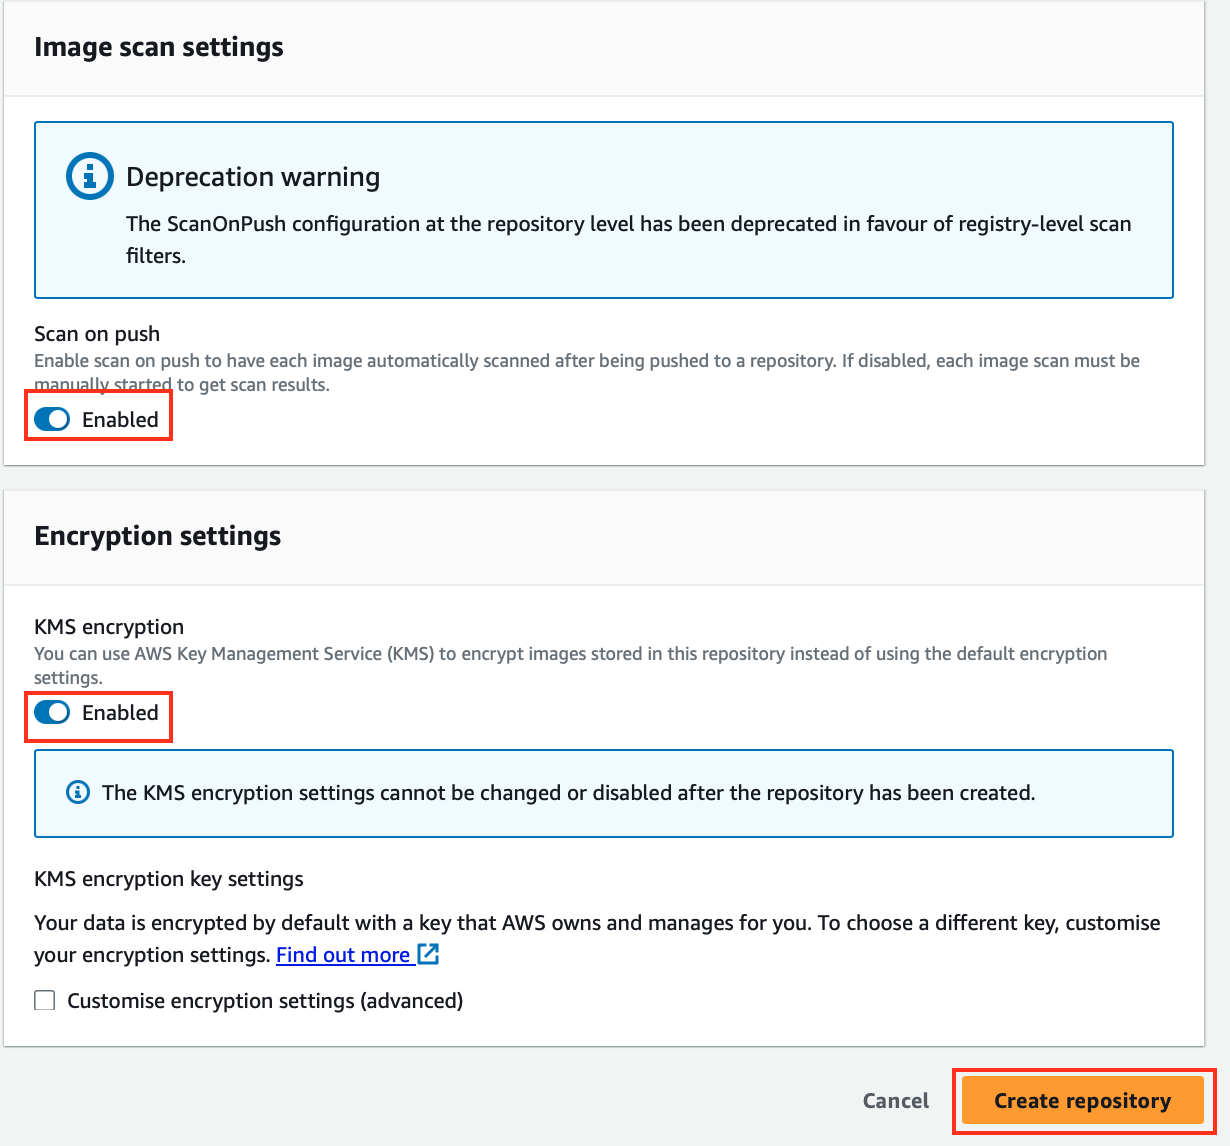 Image scan settings
Deprecation warning
The ScanOnPush configuration at the repository level has been deprecated in favour of registry-level scan
filters.
Scan on push
Enable scan on push to have each image automatically scanned after being pushed to a repository. If disabled, each image scan must be
manually started to get scan results.
Enabled
Encryption settings
KMS encryption
You can use AWS Key Management Service (KMS) to encrypt images stored in this repository instead of using the default encryption
settings.
Enabled
The KMS encryption settings cannot be changed or disabled after the repository has been created.
KMS encryption key settings
Your data is encrypted by default with a key that AWS owns and manages for you. To choose a different key, customise
your encryption settings. Find out more
Customise encryption settings (advanced)
Cancel Create repository